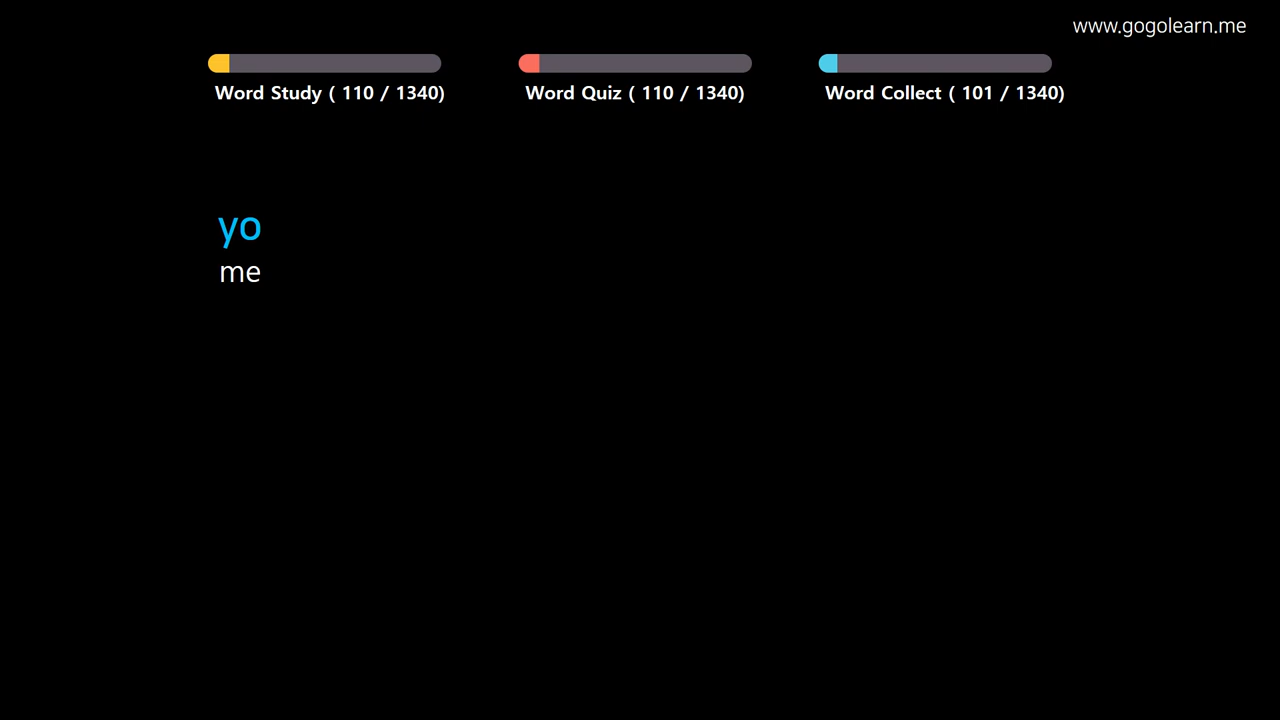 www.gogolearn.me
Word Study ( 110 / 1340)
Word Quiz ( 110 / 1340)
Word Collect ( 101 / 1340)
yo
me